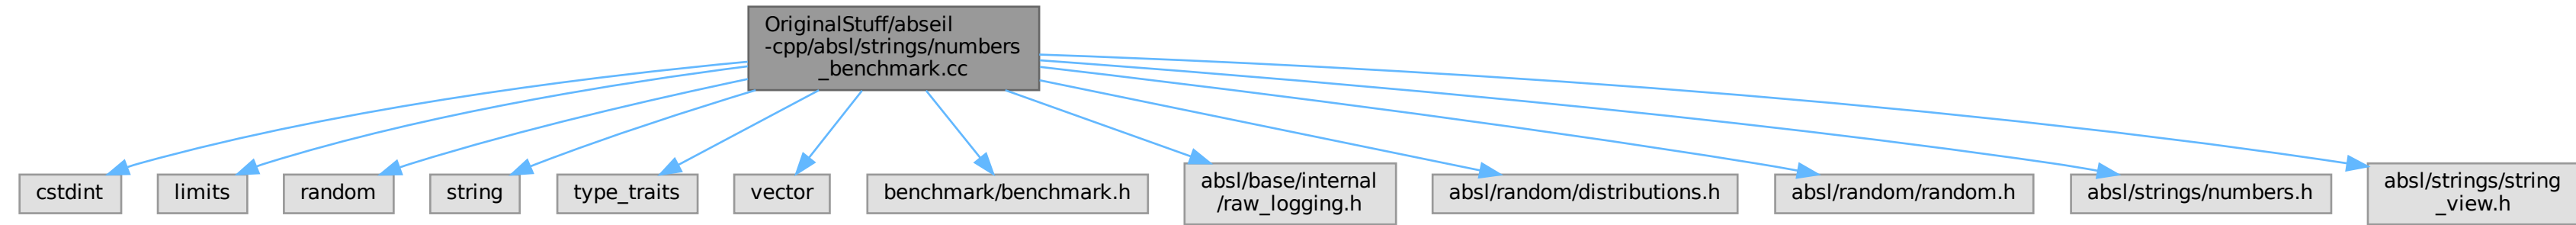 OriginalStuff/abseil
-cpp/absl/strings/numbers
_benchmark.cc
cstdint
limits
random
string
type_traits
vector
benchmark/benchmark.h
absl/base/internal
/raw_logging.h
absl/random/distributions.h
absl/random/random.h
absl/strings/numbers.h
absl/strings/string
_view.h